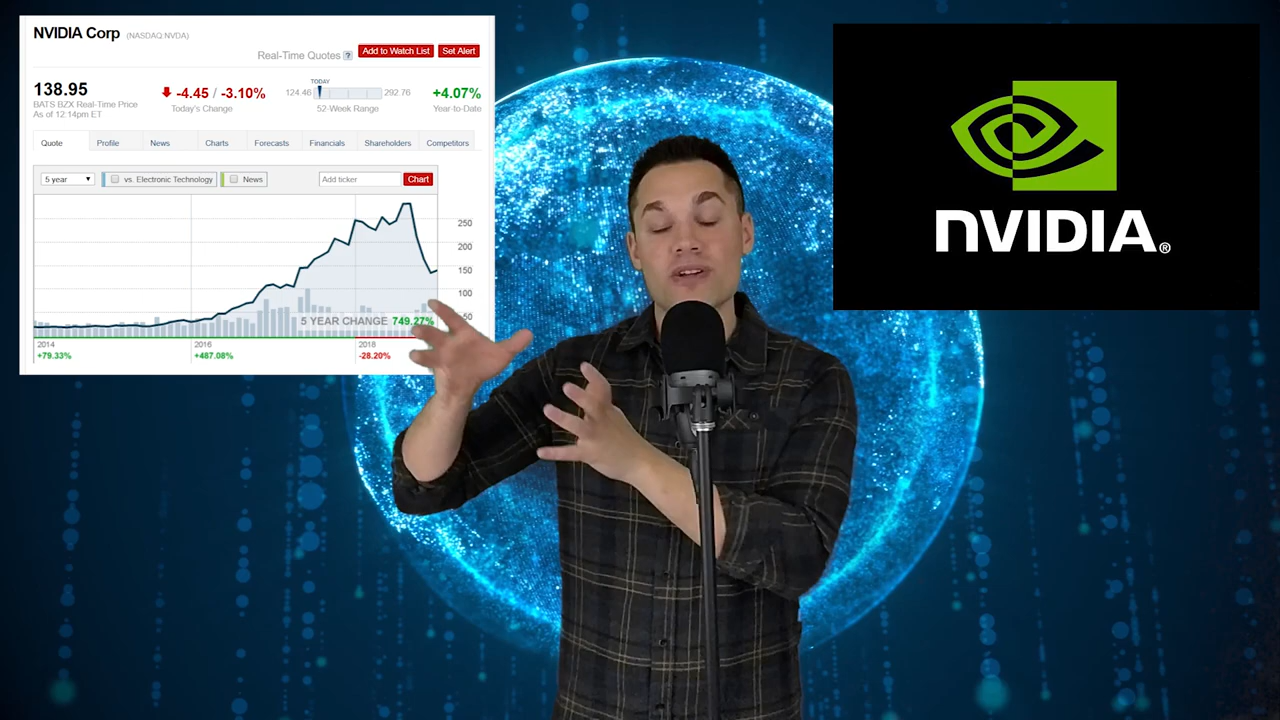 NVIDIA Corp (NASDAQ:NVDA)
Real-Time Quotes ? Add to Watch List Set Alert
138.95
BATS BZX Real-Time Price
As of 12:14pm ET
-4.45 / -3.10%
Today's Change
TODAY
124.46 292.76
52-Week Range
+4.07%
Year-to-Date
Quote Profile News Charts Forecasts Financials Shareholders Competitors
5 year vs. Electronic Technology News Add ticker Chart
250
200
150
100
50
5 YEAR CHANGE 749.27%
2014 2016 2018
+79.33% +487.08% -28.20%
NVIDIA®